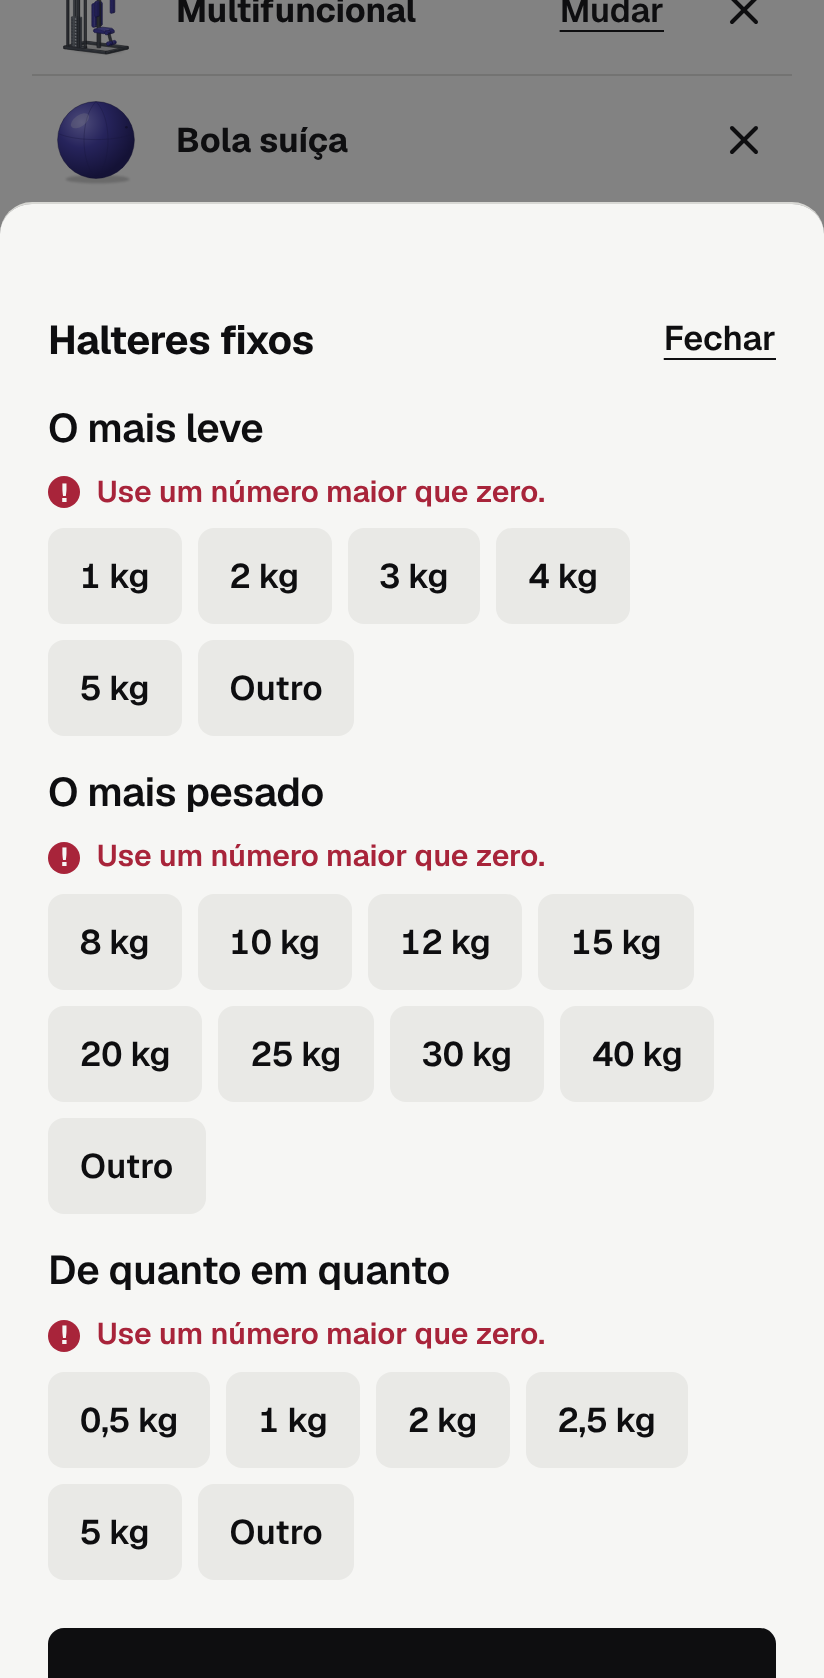 Multifuncional
Mudar
Bola suíça
Halteres fixos
Fechar
O mais leve
Use um número maior que zero.
1 kg
2 kg
3 kg
4 kg
5 kg
Outro
O mais pesado
Use um número maior que zero.
8 kg
10 kg
12 kg
15 kg
20 kg
25 kg
30 kg
40 kg
Outro
De quanto em quanto
Use um número maior que zero.
0,5 kg
1 kg
2 kg
2,5 kg
5 kg
Outro